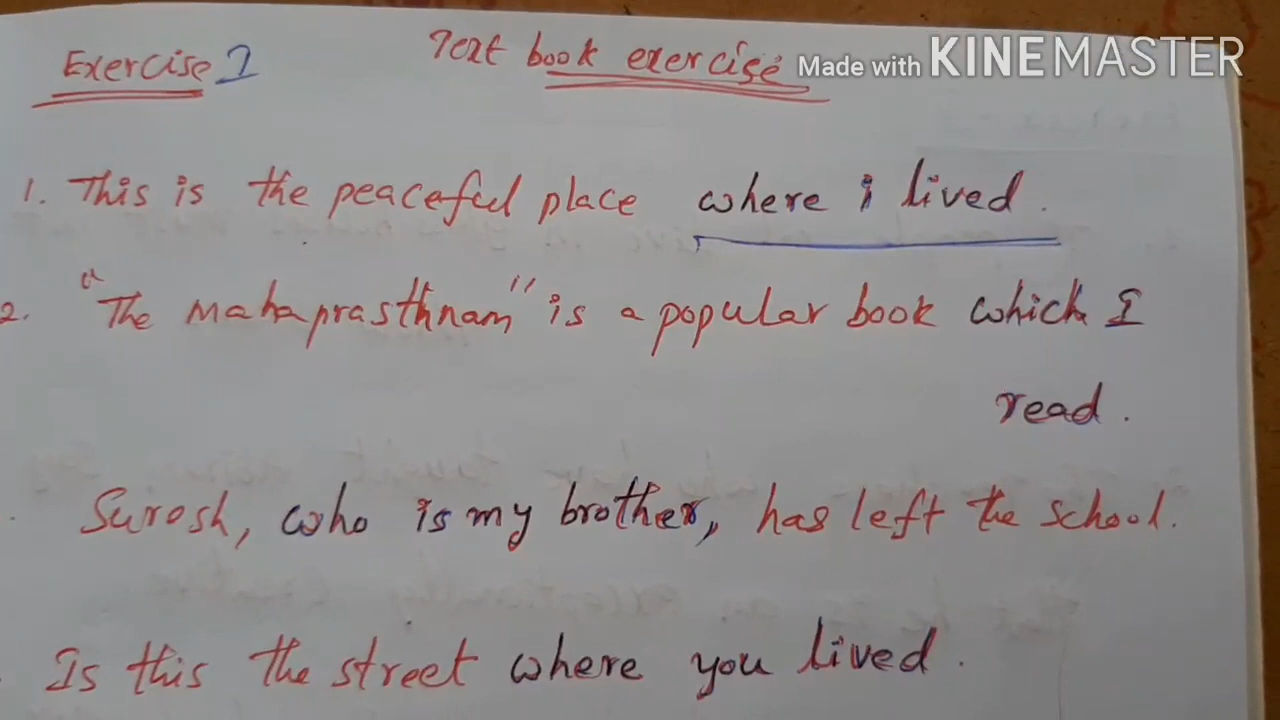 Exercise 1 Text book exercise Made with KINEMASTER
1. This is the peaceful place where i lived.
2. "The mahaprasthnam" is a popular book which I
read.
Surosh, who is my brother, has left the school.
Is this the street where you lived.